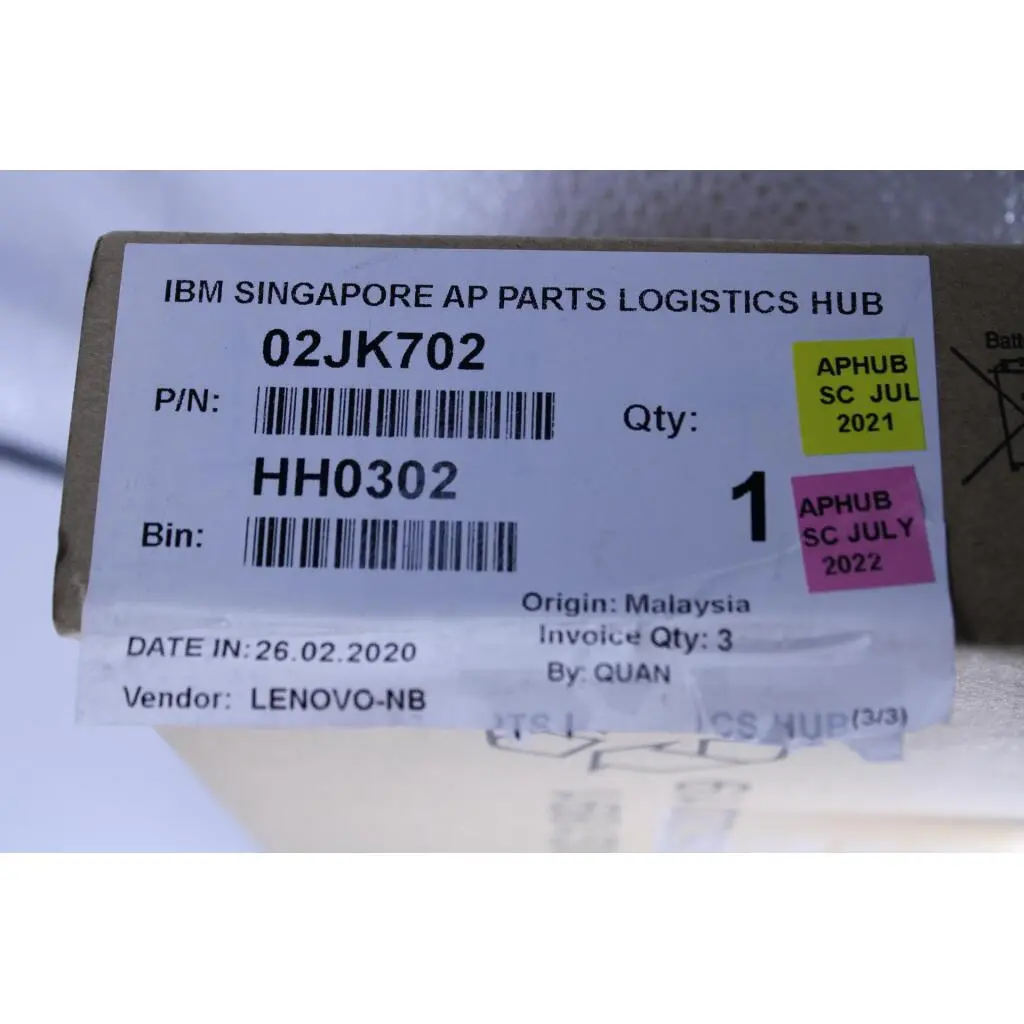 IBM SINGAPORE AP PARTS LOGISTICS HUB
02JK702
P/N:
Qty:
1
HH0302
Bin:
APHUB
SC JUL
2021
APHUB
SC JULY
2022
Origin: Malaysia
Invoice Qty: 3
By: QUAN
DATE IN: 26.02.2020
Vendor: LENOVO-NB
(3/3)